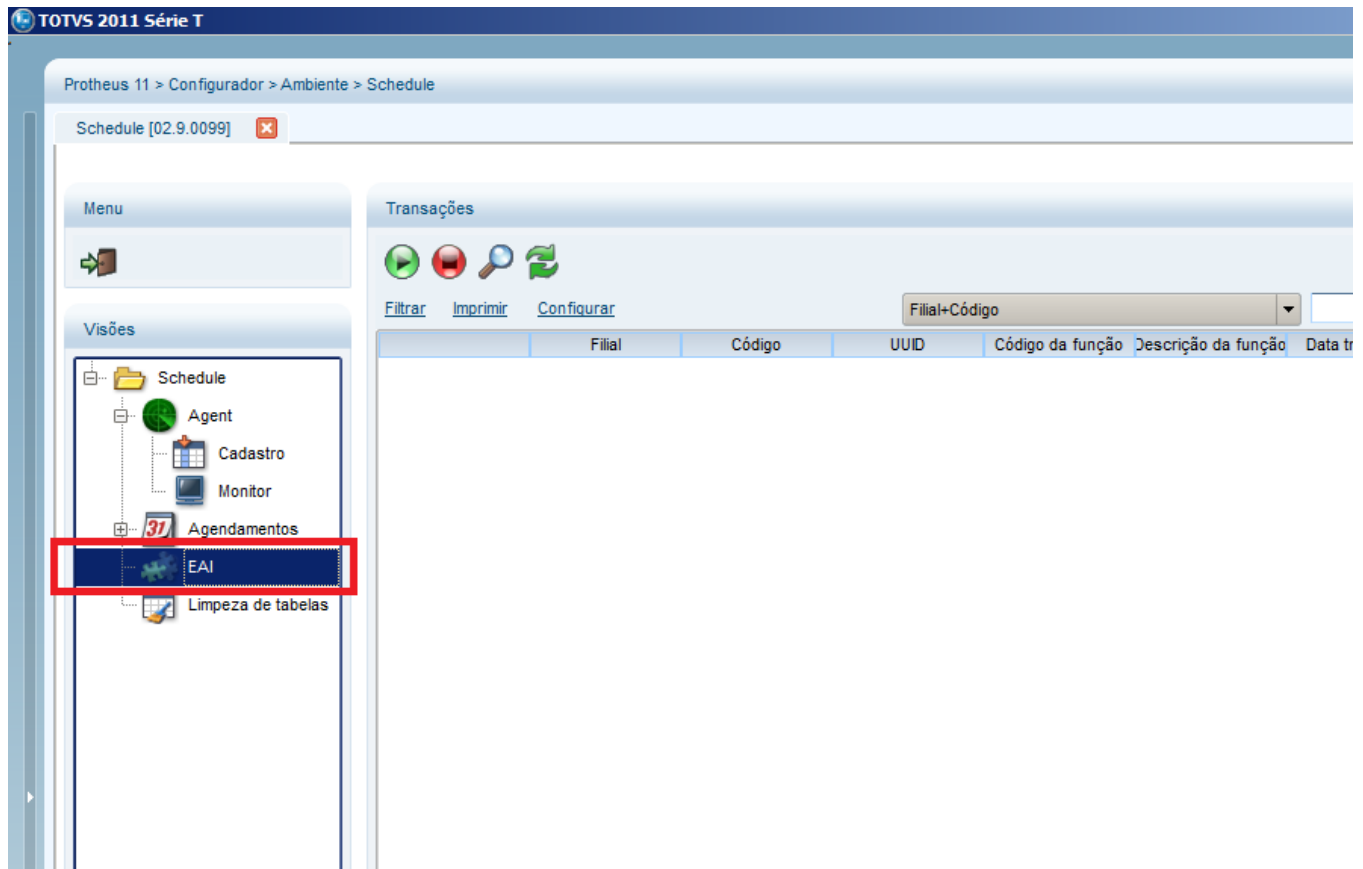 TOTVS 2011 Série T
Protheus 11 > Configurador > Ambiente > Schedule
Schedule [02.9.0099]
Menu
Transações
Filtrar Imprimir Configurar Filial+Código
Visões
Filial Código UUID Código da função Descrição da função Data tr
Schedule
Agent
Cadastro
Monitor
31 Agendamentos
EAI
Limpeza de tabelas